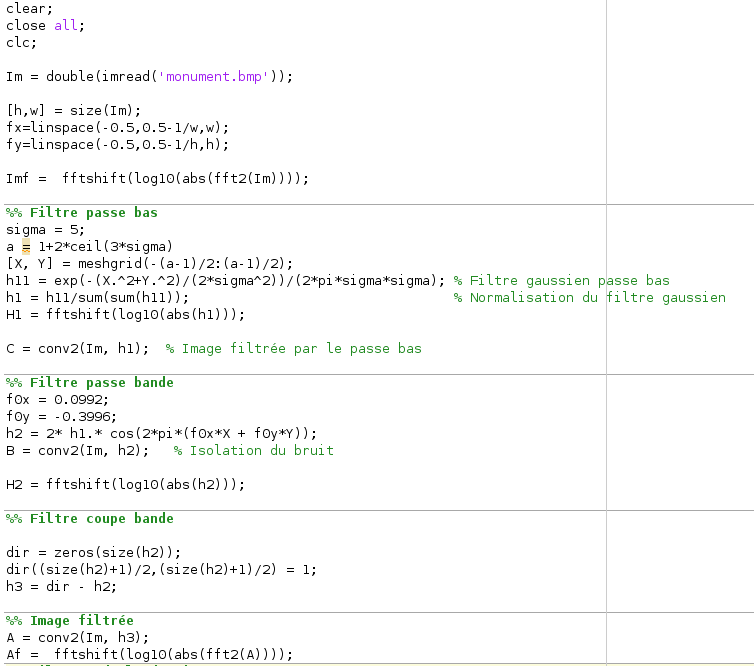 clear;
close all;
clc;
Im = double(imread('monument.bmp'));
[h,w] = size(Im);
fx=linspace(-0.5,0.5-1/w,w);
fy=linspace(-0.5,0.5-1/h,h);
Imf =  fftshift(log10(abs(fft2(Im))));
%% Filtre passe bas
sigma = 5;
a = 1+2*ceil(3*sigma)
[X, Y] = meshgrid(-(a-1)/2:(a-1)/2);
h11 = exp(-(X.^2+Y.^2)/(2*sigma^2))/(2*pi*sigma*sigma); % Filtre gaussien passe bas
h1 = h11/sum(sum(h11));                                 % Normalisation du filtre gaussien
H1 = fftshift(log10(abs(h1)));
C = conv2(Im, h1);  % Image filtrée par le passe bas
%% Filtre passe bande
f0x = 0.0992;
f0y = -0.3996;
h2 = 2* h1.* cos(2*pi*(f0x*X + f0y*Y));
B = conv2(Im, h2);   % Isolation du bruit
H2 = fftshift(log10(abs(h2)));
%% Filtre coupe bande
dir = zeros(size(h2));
dir((size(h2)+1)/2,(size(h2)+1)/2) = 1;
h3 = dir - h2;
%% Image filtrée
A = conv2(Im, h3);
Af =  fftshift(log10(abs(fft2(A))));